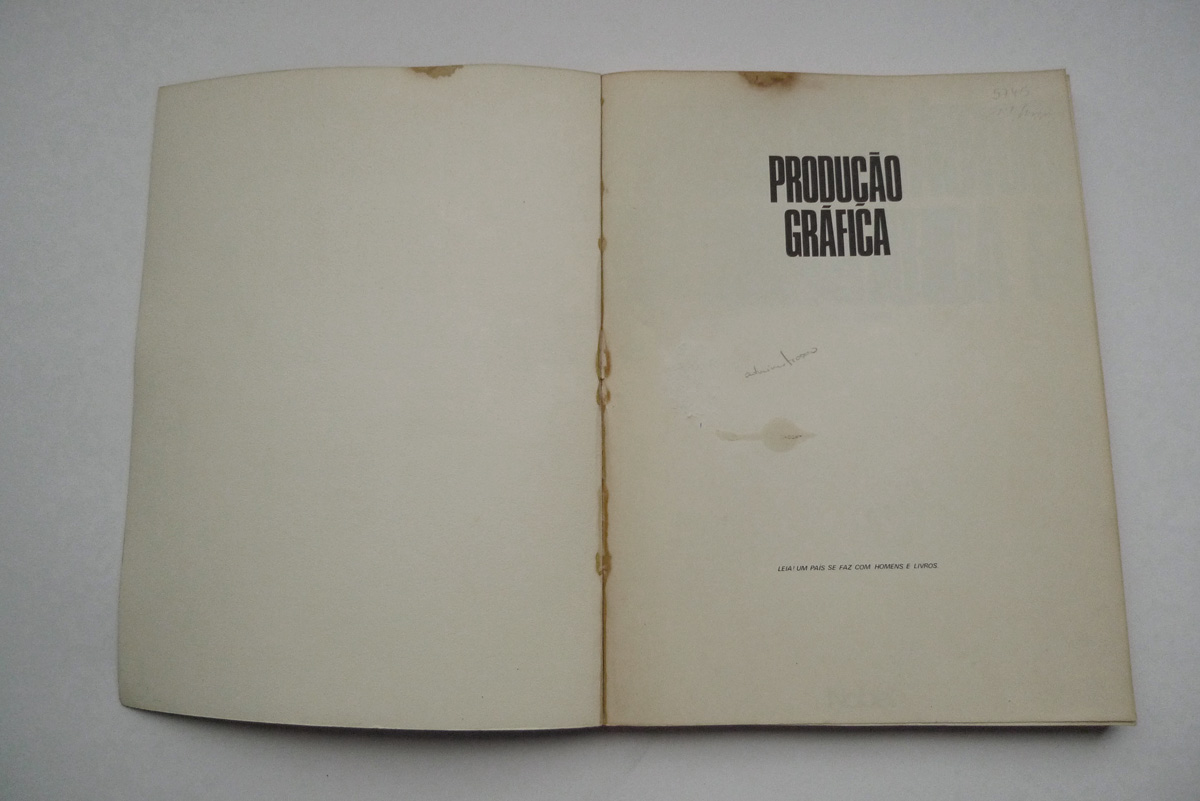 PRODUÇÃO
GRÁFICA
LEIA! UM PAÍS SE FAZ COM HOMENS E LIVROS.